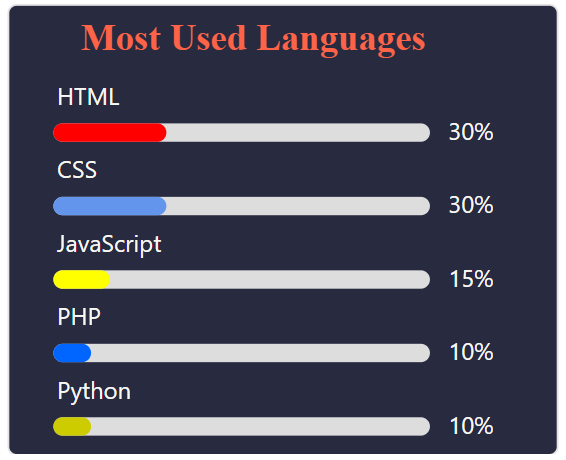 Most Used Languages
HTML
30%
CSS
30%
JavaScript
15%
PHP
10%
Python
10%